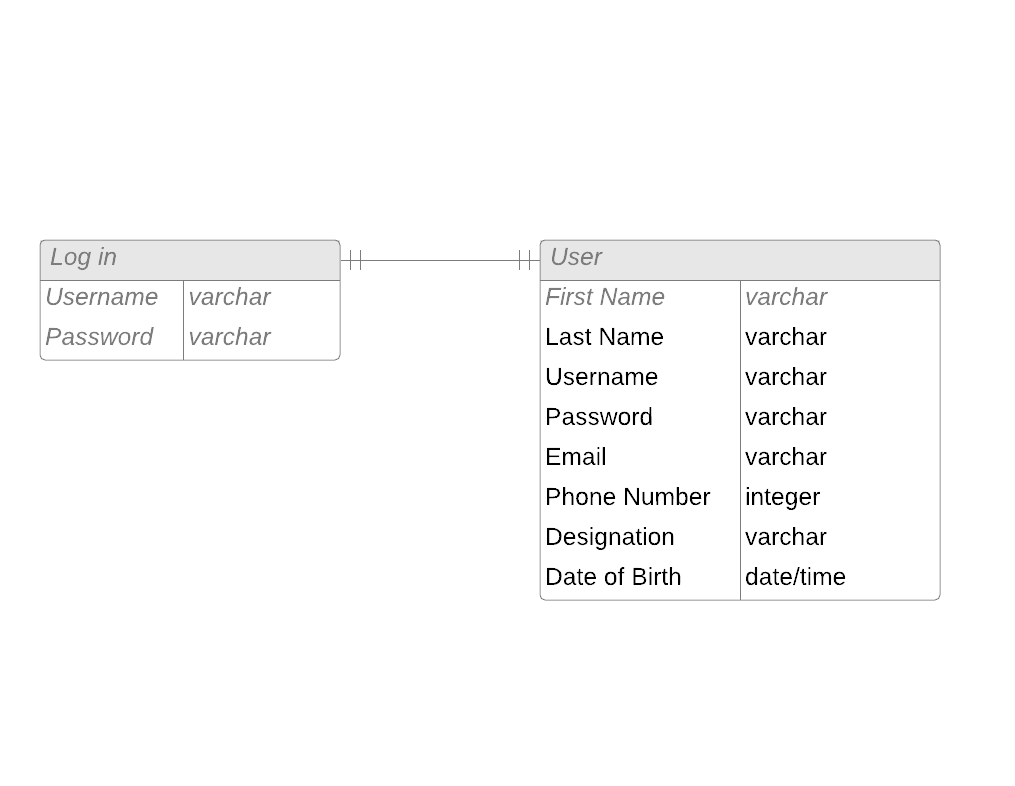 Log in
Username varchar
Password varchar
User
First Name varchar
Last Name varchar
Username varchar
Password varchar
Email varchar
Phone Number integer
Designation varchar
Date of Birth date/time